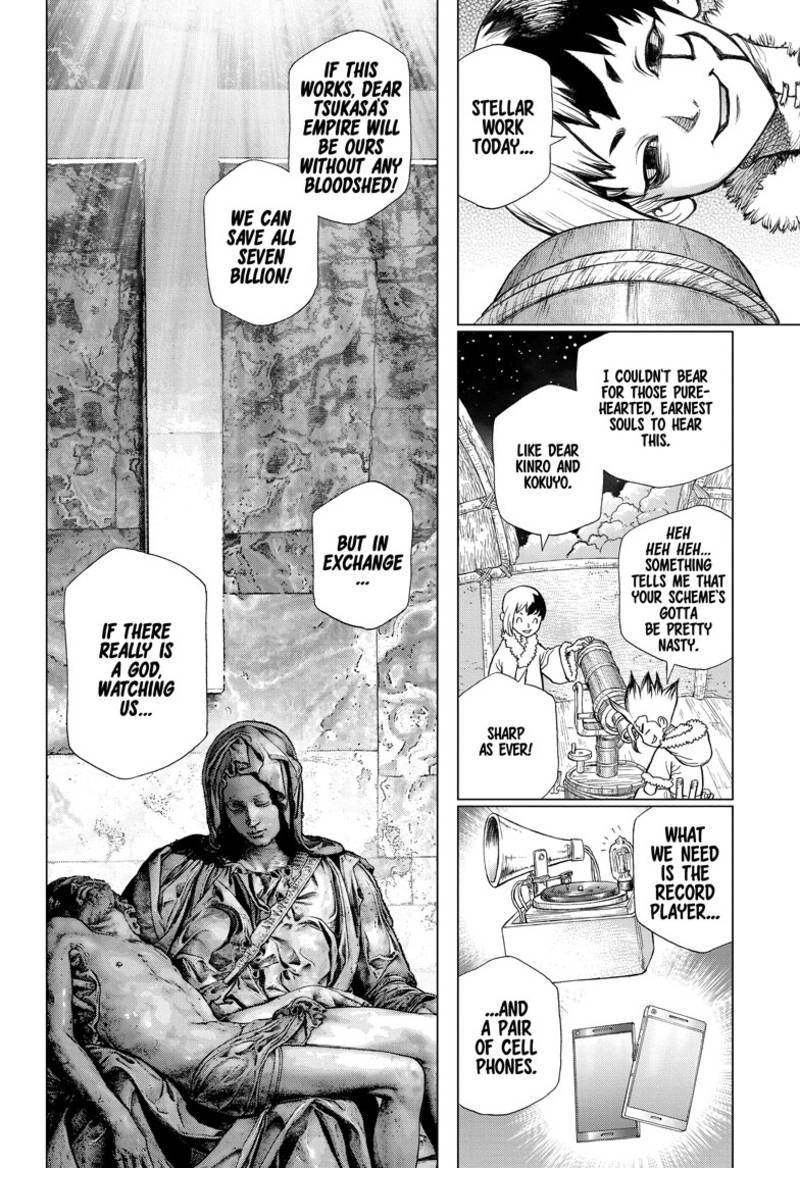 STELLAR
WORK
TODAY...
I COULDN'T BEAR
FOR THOSE PURE-
HEARTED, EARNEST
SOULS TO HEAR
THIS.
LIKE DEAR
KINRO AND
KOKUYO.
HEH
HEH HEH...
SOMETHING
TELLS ME THAT
YOUR SCHEME'S
GOTTA
BE PRETTY
NASTY.
SHARP
AS EVER!
WHAT
WE NEED
IS THE
RECORD
PLAYER...
...AND
A PAIR
OF CELL
PHONES.
IF THIS
WORKS, DEAR
TSUKASA'S
EMPIRE WILL
BE OURS
WITHOUT ANY
BLOODSHED!
WE CAN
SAVE ALL
SEVEN
BILLION!
BUT IN
EXCHANGE
...
IF THERE
REALLY IS
A GOD,
WATCHING
US...